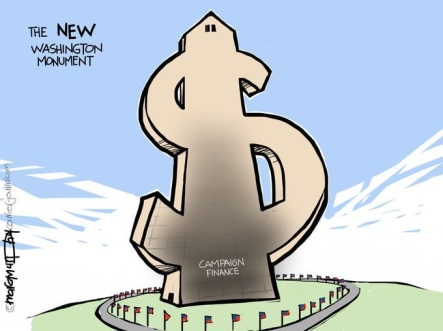 THE NEW
WASHINGTON
MONUMENT
CAMPAIGN
FINANCE